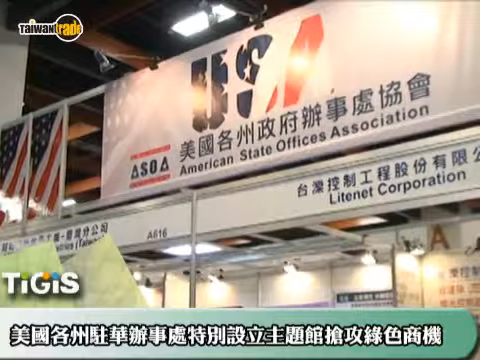 Taiwantrade
USA
美國各州政府辦事處協會
ASOA
American State Offices Association
台灣控制工程股份有限公
Litenet Corporation
A616
A
TiGiS
美國各州駐華辦事處特別設立主題館搶攻綠色商機